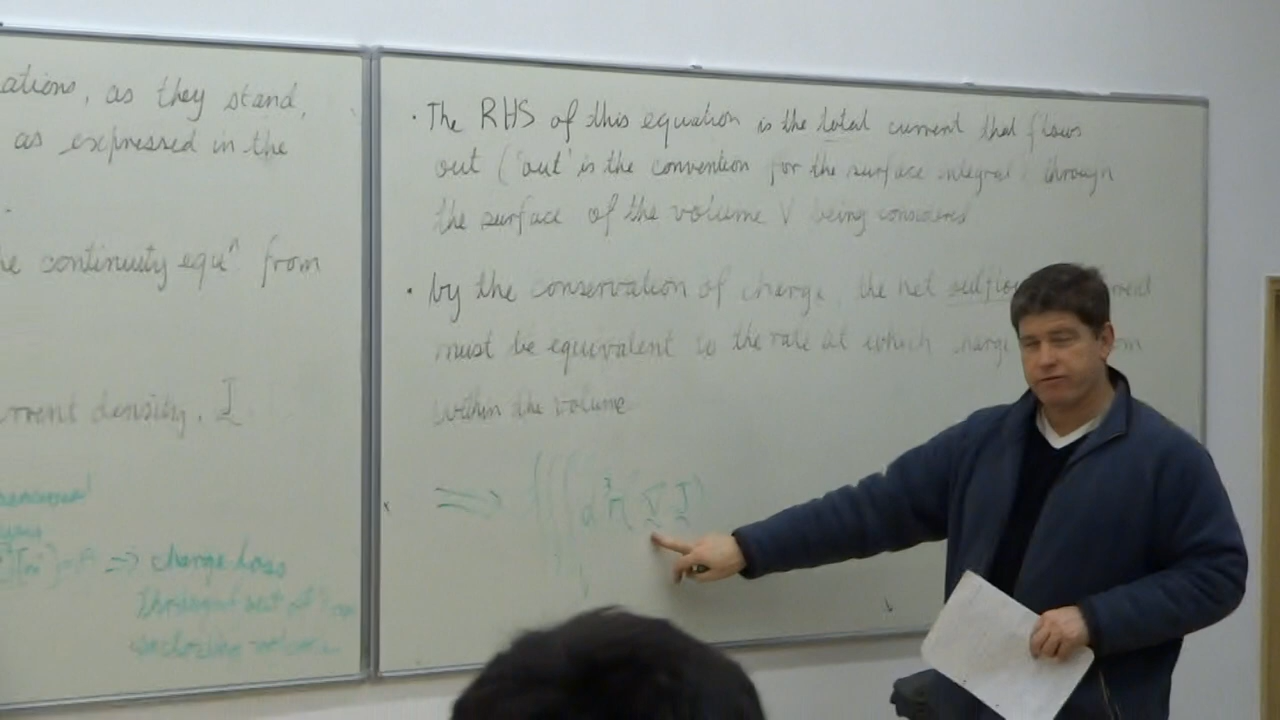 ations, as they stand,
as expressed in the
he continuity equⁿ from
rrent density, J
=> charge loss
• The RHS of this equation is the total current that flows
out ('out' is the convention for the surface integral) through
the surface of the volume V being considered
• by the conservation of charge, the net outflow
must be equivalent to the rate at which
within the volume
=> ∭ d³r( ∇ J )